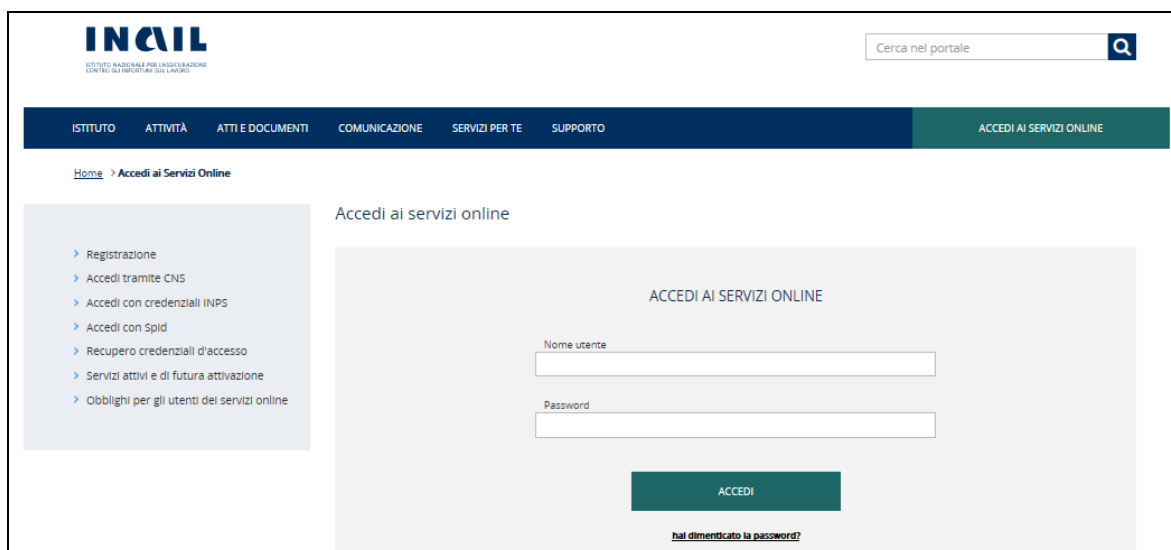 INAIL
ISTITUTO NAZIONALE PER L'ASSICURAZIONE
CONTRO GLI INFORTUNI SUL LAVORO
Cerca nel portale
ISTITUTO ATTIVITÀ ATTI E DOCUMENTI COMUNICAZIONE SERVIZI PER TE SUPPORTO ACCEDI AI SERVIZI ONLINE
Home > Accedi ai Servizi Online
Accedi ai servizi online
> Registrazione
> Accedi tramite CNS
> Accedi con credenziali INPS
> Accedi con Spid
> Recupero credenziali d'accesso
> Servizi attivi e di futura attivazione
> Obblighi per gli utenti dei servizi online
ACCEDI AI SERVIZI ONLINE
Nome utente
Password
ACCEDI
hai dimenticato la password?